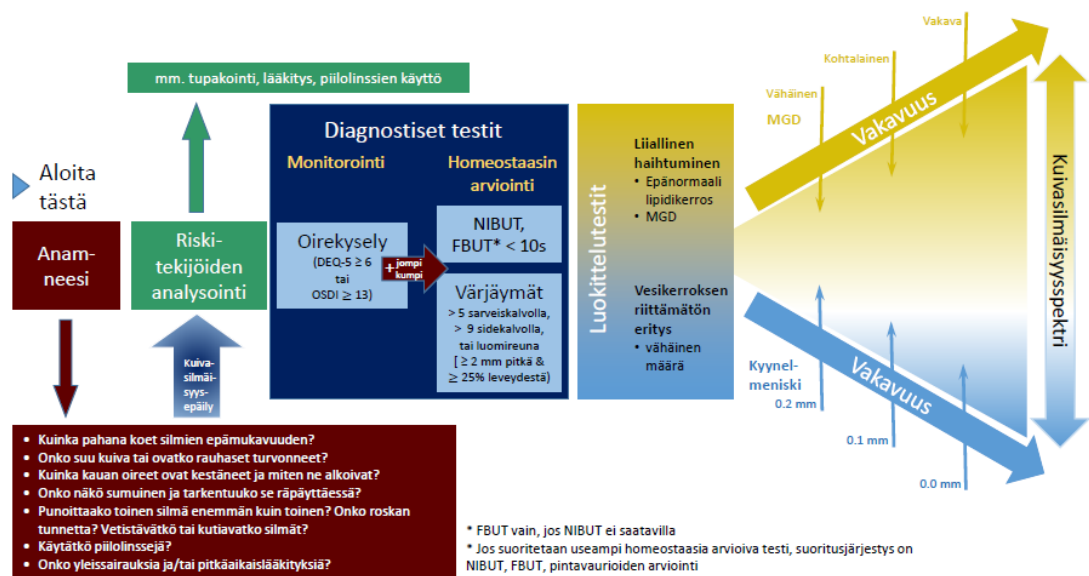 mm. tupakointi, lääkitys, piilolinssien käyttö
Aloita
tästä
Anam-
neesi
Riski-
tekijöiden
analysointi
Kuiva-
silmäi-
syys-
epäily
Diagnostiset testit
Monitorointi
Homeostaasin
arviointi
Oirekysely
(DEQ-5 ≥ 6
tai
OSDI ≥ 13)
+jompi
kumpi
NIBUT,
FBUT* < 10s
Värjäymät
> 5 sarveiskalvolla,
> 9 sidekalvolla,
tai luomireuna
[ ≥ 2 mm pitkä &
≥ 25% leveydestä)
Luokittelutestit
Liiallinen
haihtuminen
• Epänormaali
lipidikerros
• MGD
Vesikerroksen
riittämätön
eritys
• vähäinen
määrä
Vähäinen
MGD
Kohtalainen
Vakava
Vakavuus
Kyynel-
meniski
0.2 mm
0.1 mm
0.0 mm
Vakavuus
Kuivasilmäisyysspektri
• Kuinka pahana koet silmien epämukavuuden?
• Onko suu kuiva tai ovatko rauhaset turvonneet?
• Kuinka kauan oireet ovat kestäneet ja miten ne alkoivat?
• Onko näkö sumuinen ja tarkentuuko se räpäyttäessä?
• Punoittaako toinen silmä enemmän kuin toinen? Onko roskan
tunnetta? Vetistävätkö tai kutiavatko silmät?
• Käytätkö piilolinssejä?
• Onko yleissairauksia ja/tai pitkäaikaislääkityksiä?
* FBUT vain, jos NIBUT ei saatavilla
* Jos suoritetaan useampi homeostaasia arvioiva testi, suoritusjärjestys on
NIBUT, FBUT, pintavaurioiden arviointi